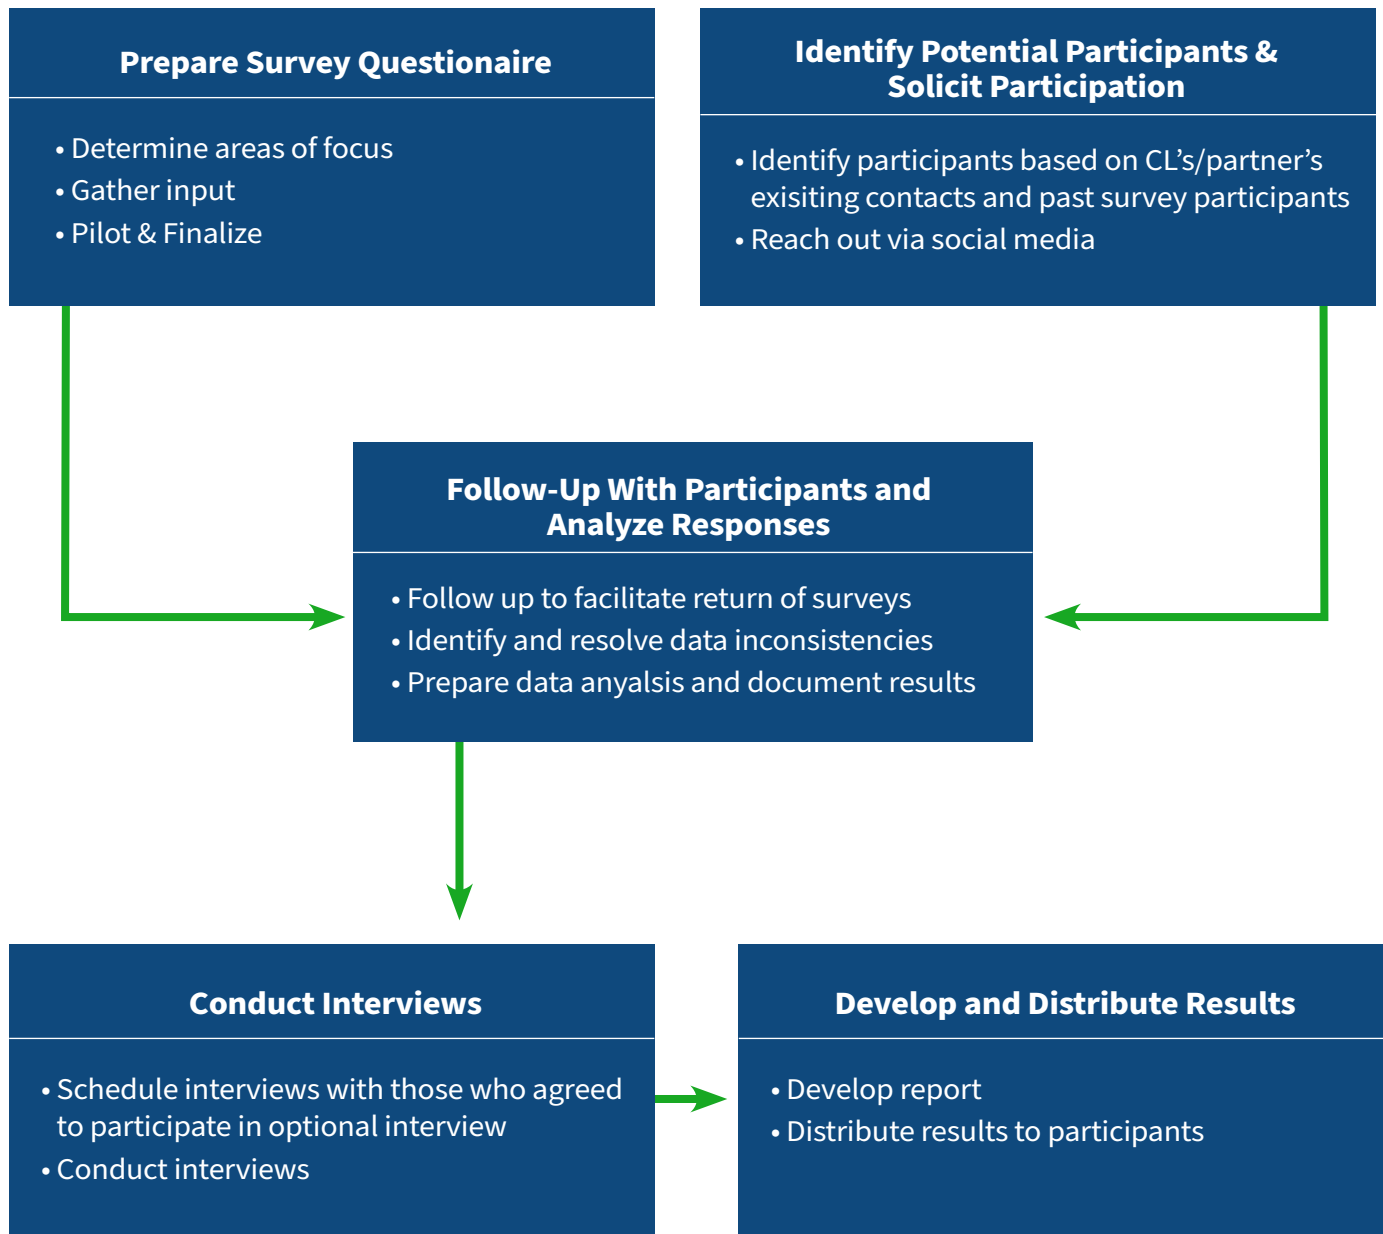 Prepare Survey Questionaire
• Determine areas of focus
• Gather input
• Pilot & Finalize
Identify Potential Participants &
Solicit Participation
• Identify participants based on CL’s/partner’s
exisiting contacts and past survey participants
• Reach out via social media
Follow-Up With Participants and
Analyze Responses
• Follow up to facilitate return of surveys
• Identify and resolve data inconsistencies
• Prepare data anyalsis and document results
Conduct Interviews
• Schedule interviews with those who agreed
to participate in optional interview
• Conduct interviews
Develop and Distribute Results
• Develop report
• Distribute results to participants